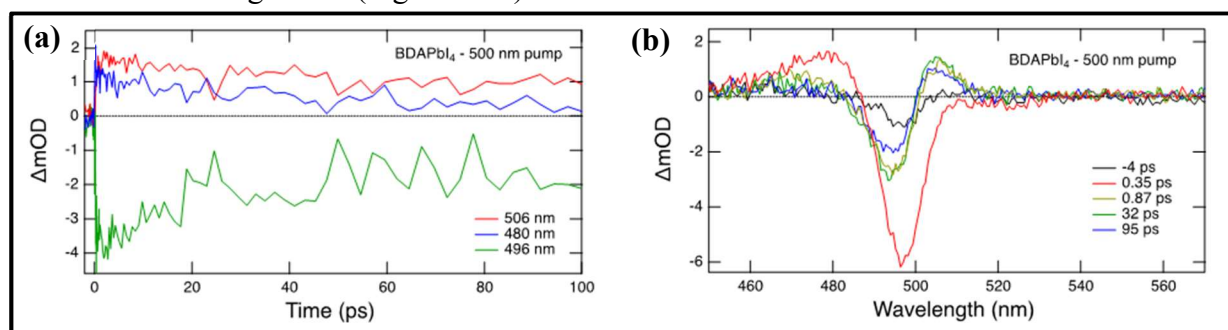 (a)
BDAPbI₄ - 500 nm pump
ΔmOD
2
1
0
-1
-2
-3
-4
506 nm
480 nm
496 nm
0
20
40
60
80
100
Time (ps)
(b)
BDAPbI₄ - 500 nm pump
ΔmOD
2
0
-2
-4
-6
-4 ps
0.35 ps
0.87 ps
32 ps
95 ps
460
480
500
520
540
560
Wavelength (nm)